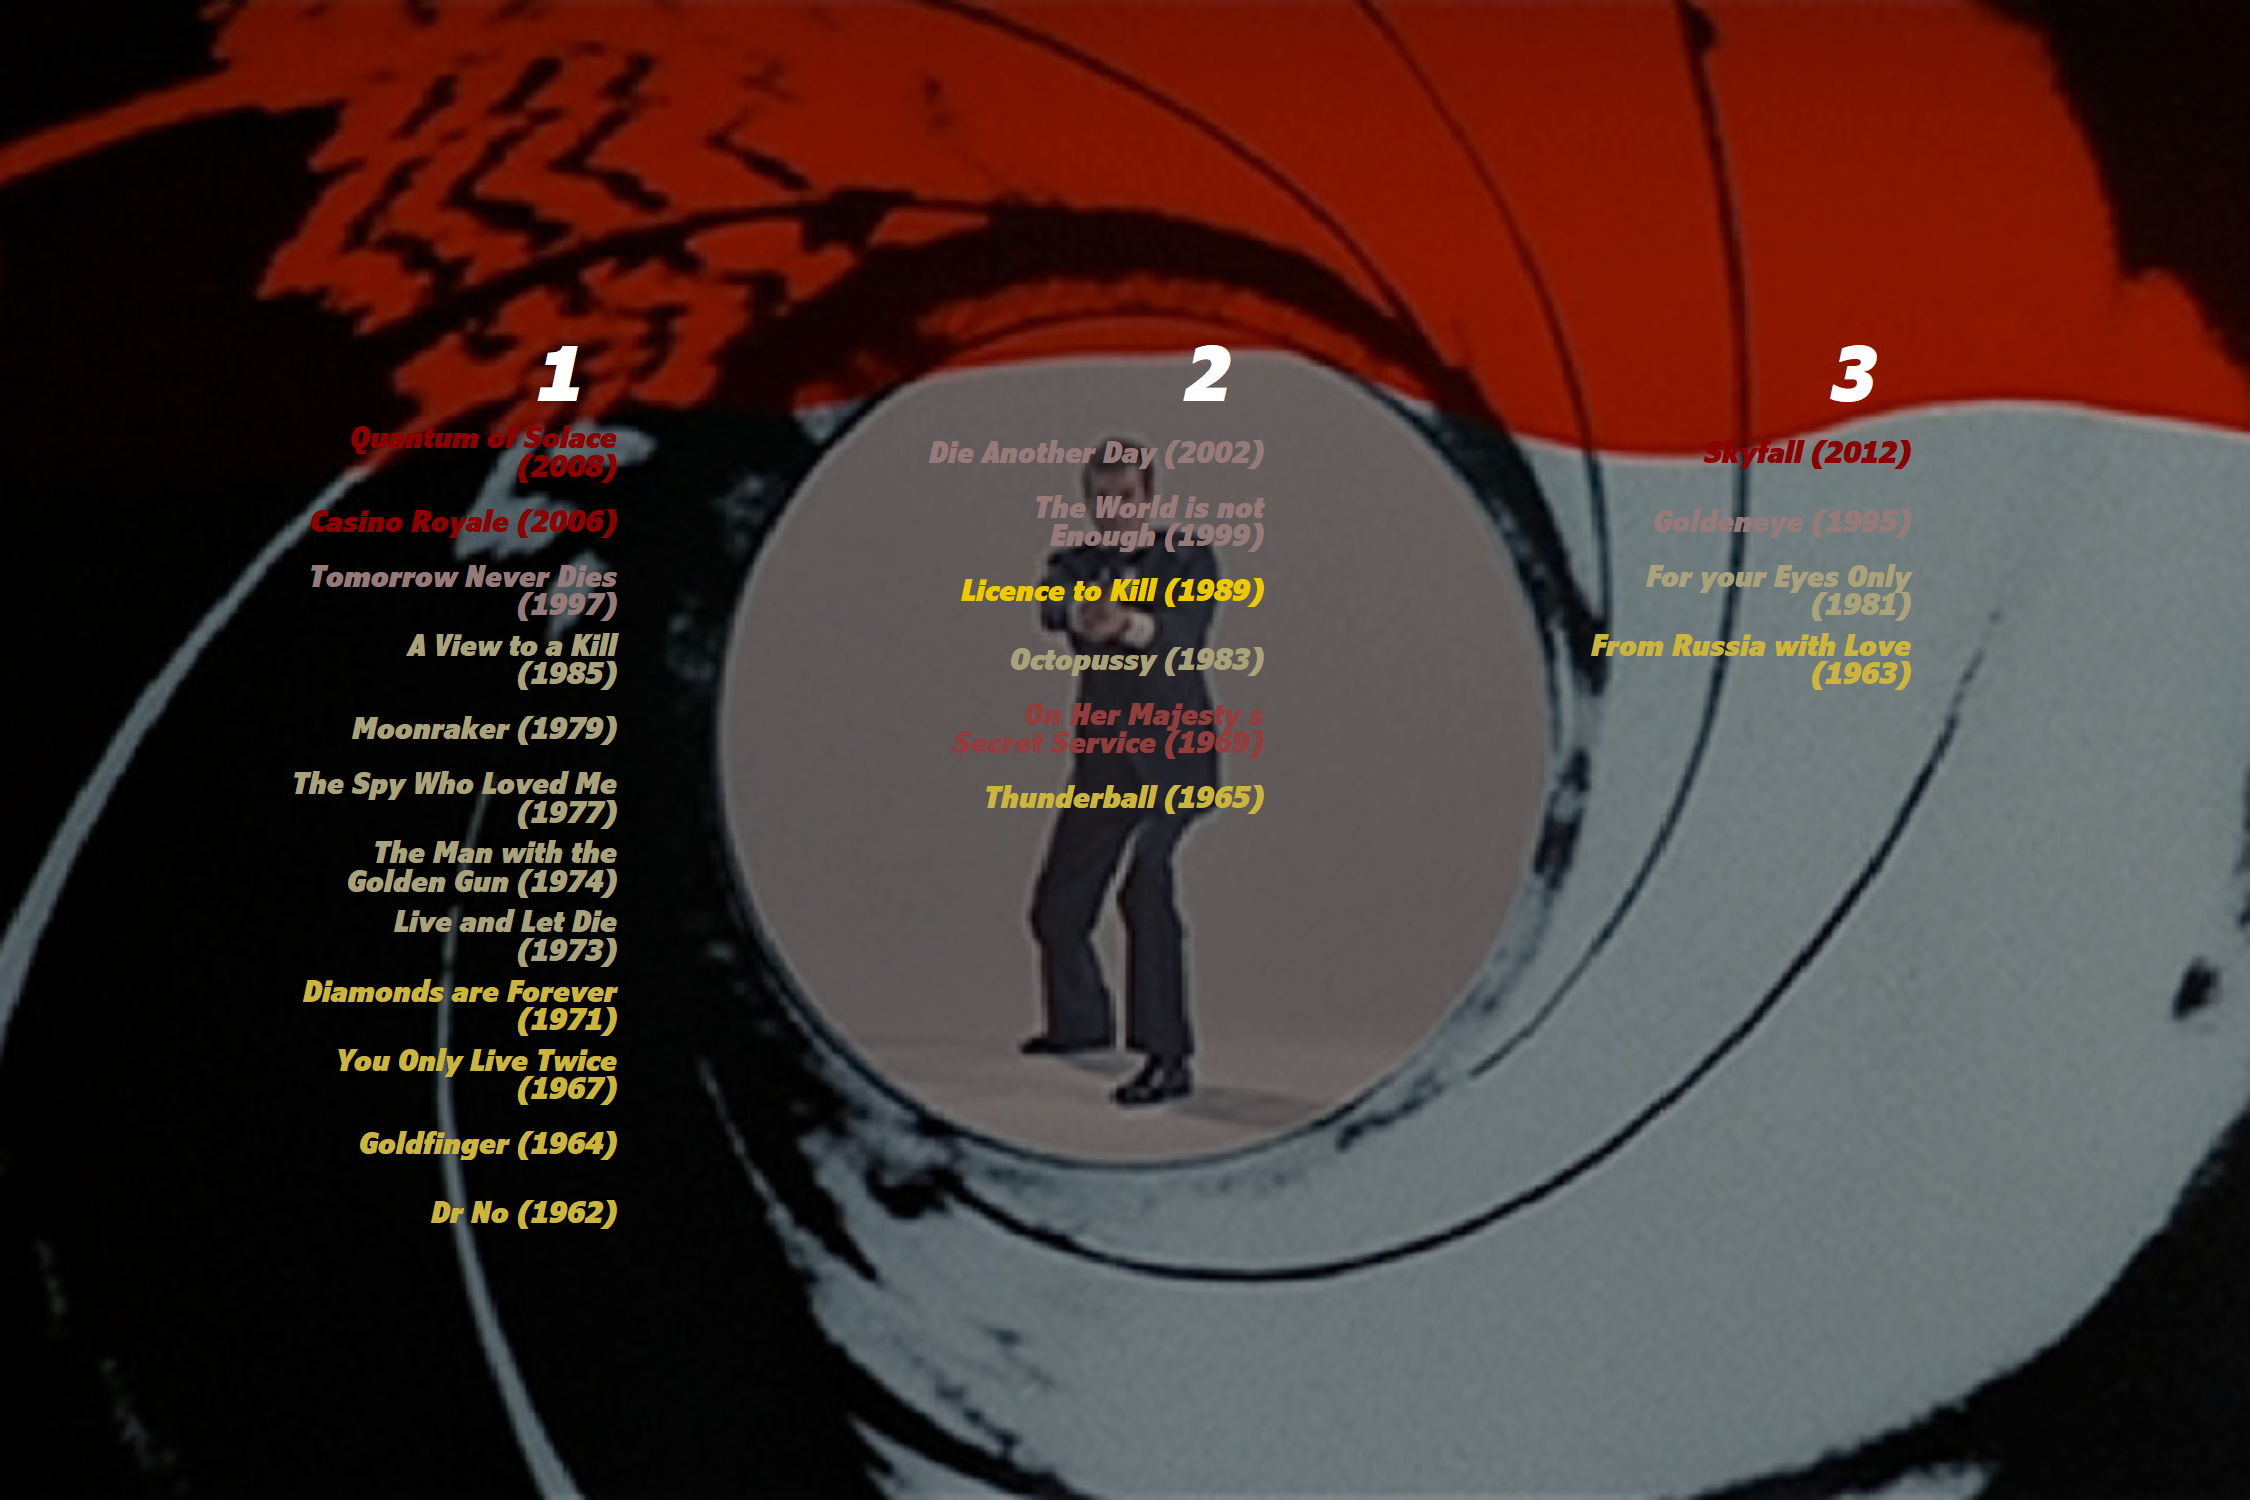 1
Quantum of Solace
(2008)
Casino Royale (2006)
Tomorrow Never Dies
(1997)
A View to a Kill
(1985)
Moonraker (1979)
The Spy Who Loved Me
(1977)
The Man with the
Golden Gun (1974)
Live and Let Die
(1973)
Diamonds are Forever
(1971)
You Only Live Twice
(1967)
Goldfinger (1964)
Dr No (1962)
2
Die Another Day (2002)
The World is not
Enough (1999)
Licence to Kill (1989)
Octopussy (1983)
On Her Majesty s
Secret Service (1969)
Thunderball (1965)
3
Skyfall (2012)
Goldeneye (1995)
For your Eyes Only
(1981)
From Russia with Love
(1963)